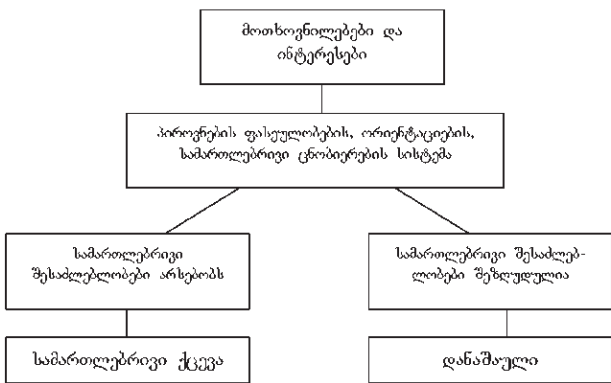 მოთხოვნილებები და
ინტერესები
პიროვნების ფასეულობების, ორიენტაციების,
სამართლებრივი ცნობიერების სისტემა
სამართლებრივი
შესაძლებლობები არსებობს
სამართლებრივი შესაძლებ-
ლობები შეზღუდულია
სამართლებრივი ქცევა
დანაშაული